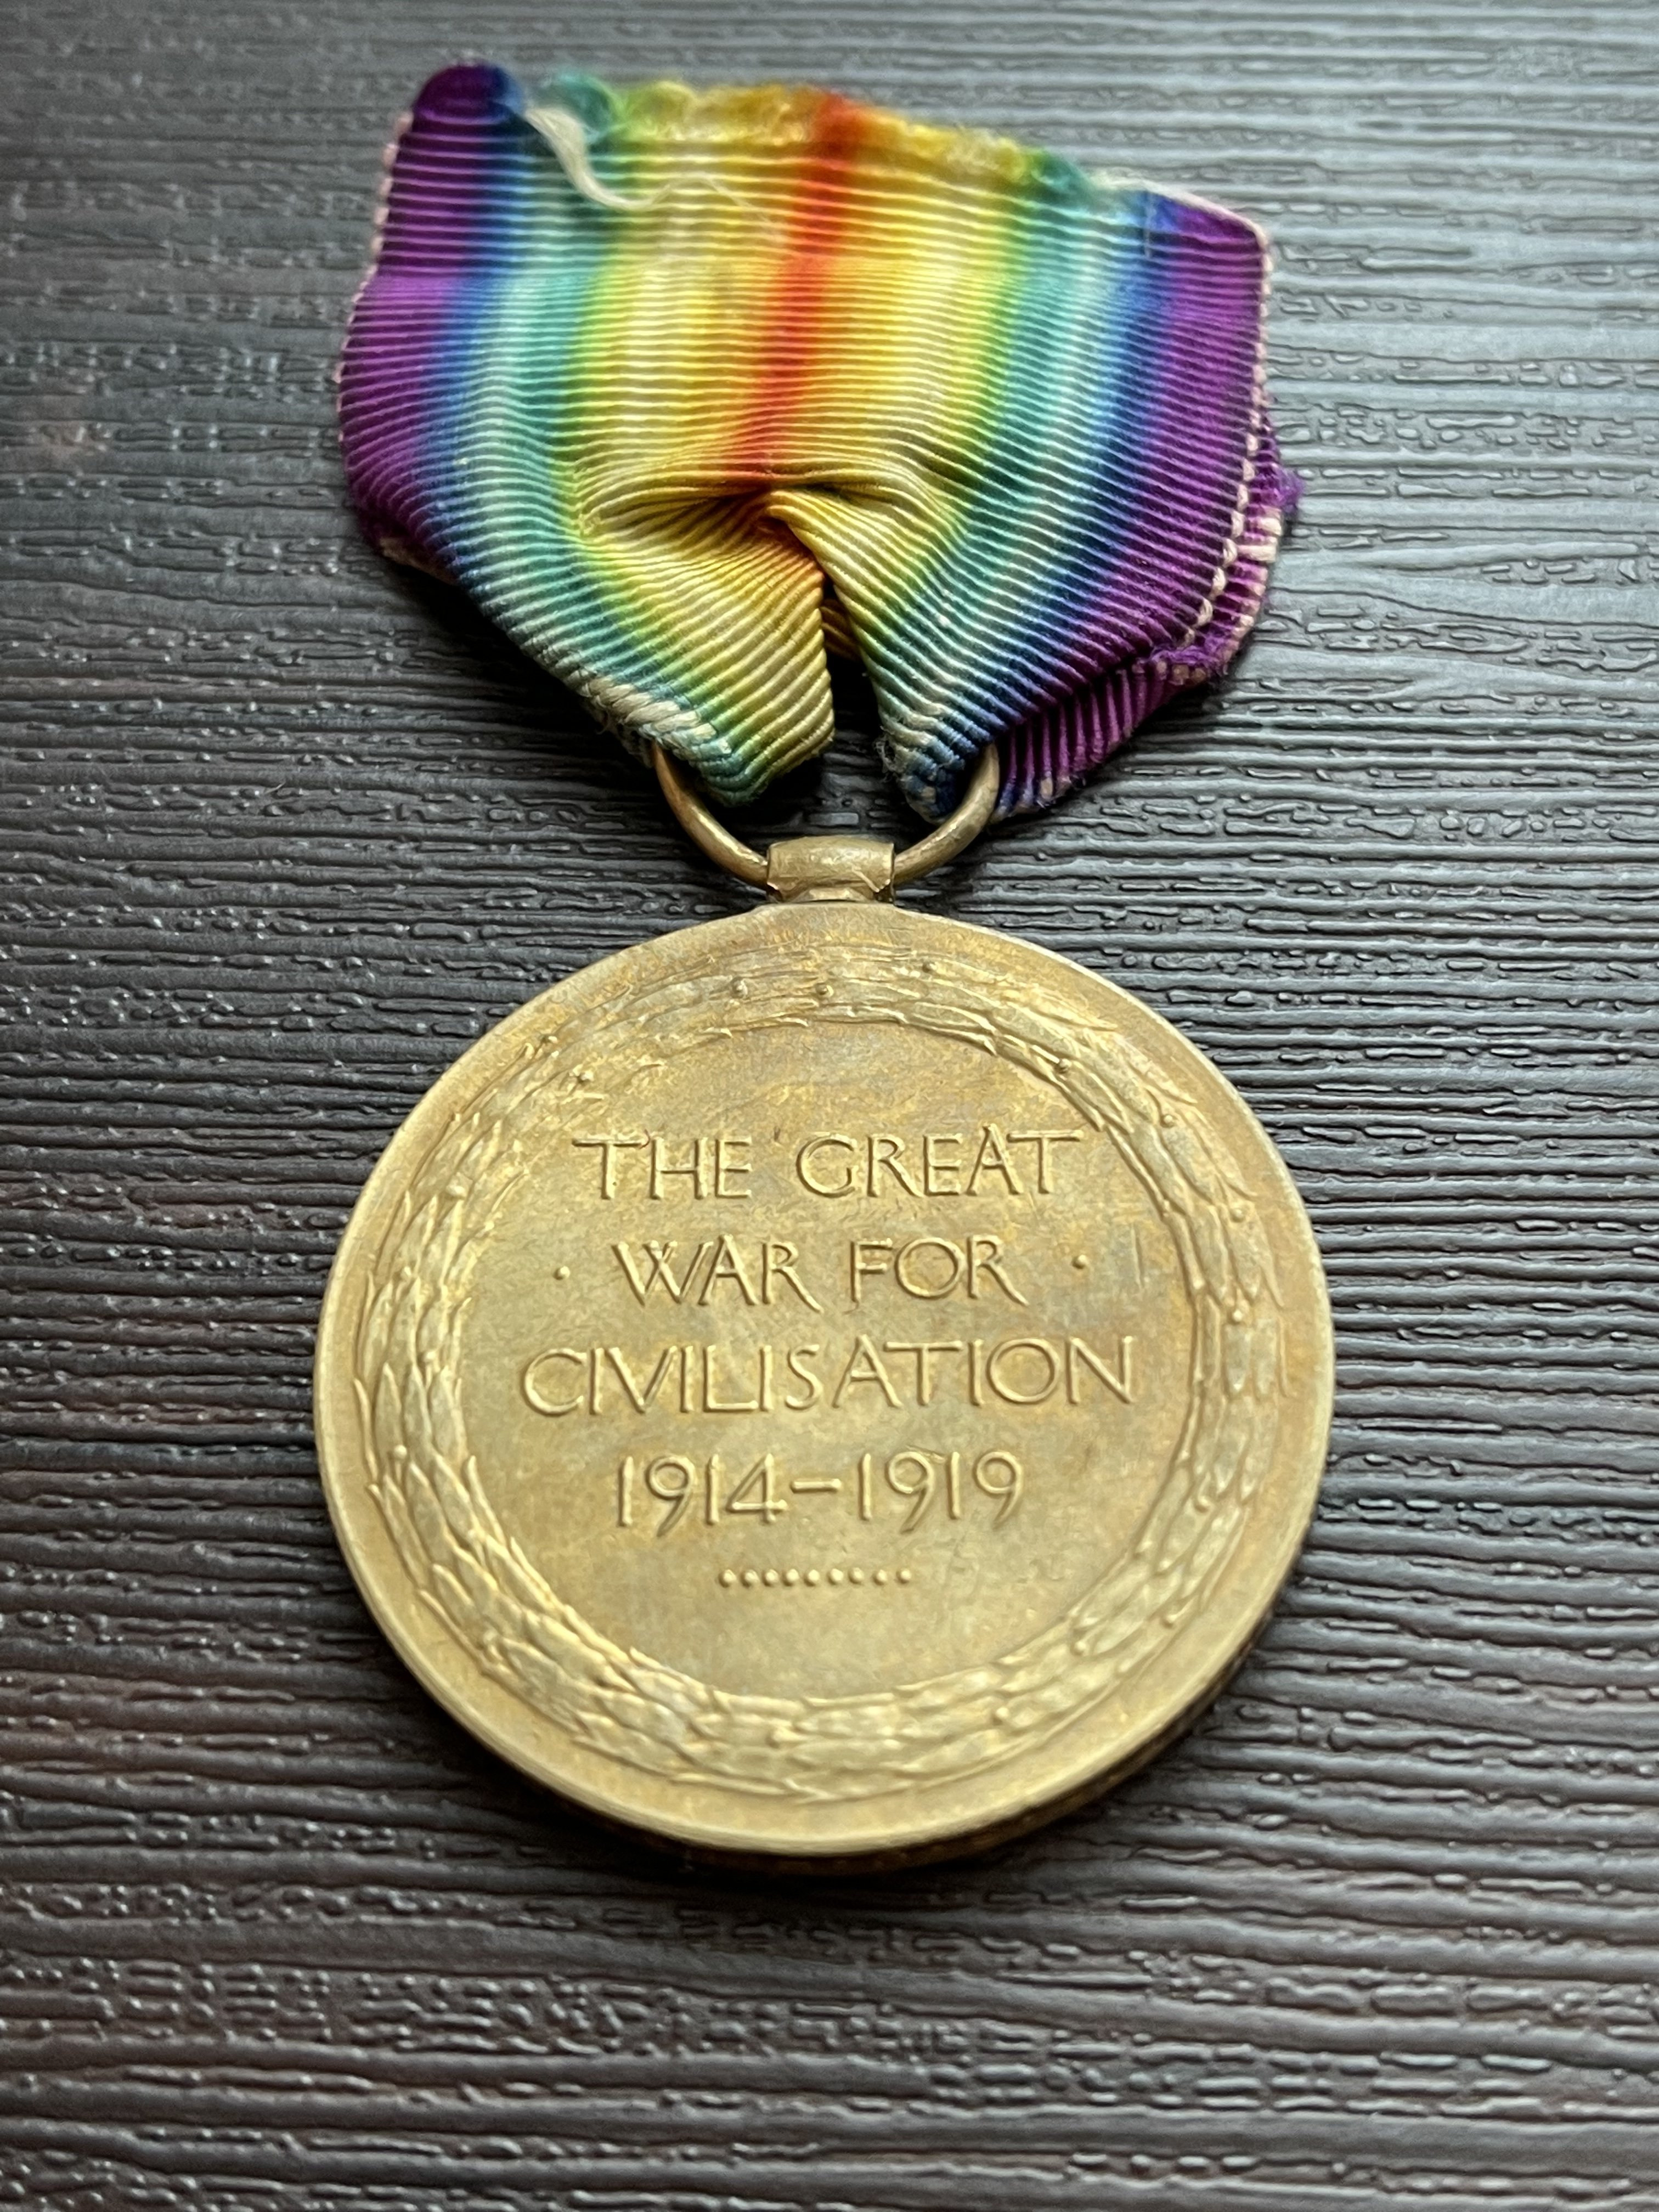 THE GREAT
· WAR FOR ·
CIVILISATION
1914-1919